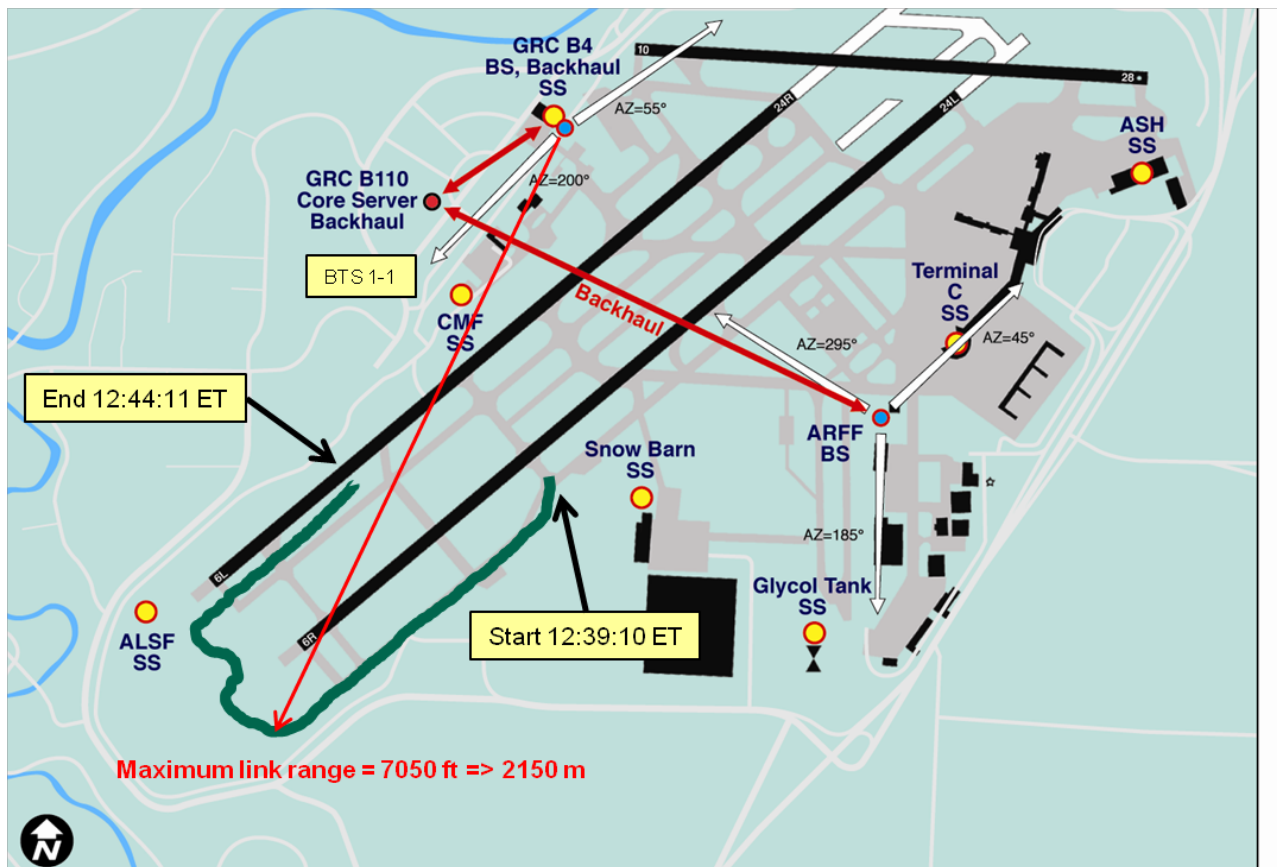 GRC B4
BS, Backhaul
SS
10
28
24R
24L
AZ=55°
ASH
SS
GRC B110
Core Server
Backhaul
AZ=200°
BTS 1-1
CMF
SS
Backhaul
Terminal
C
SS
AZ=295°
AZ=45°
End 12:44:11 ET
ARFF
BS
Snow Barn
SS
AZ=185°
6L
Glycol Tank
SS
Start 12:39:10 ET
6R
ALSF
SS
Maximum link range = 7050 ft => 2150 m
N